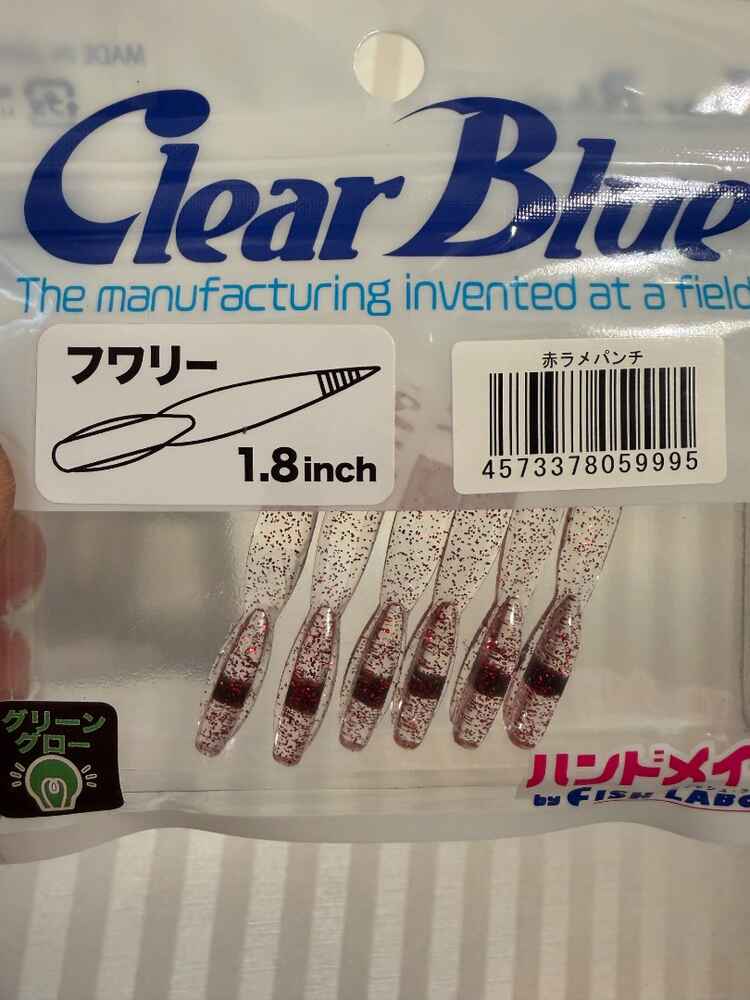 Clear Blue
The manufacturing invented at a field
フワリー
1.8inch
赤ラメパンチ
4573378059995
グリーン
グロー
ハンドメイ
by FISH LABO